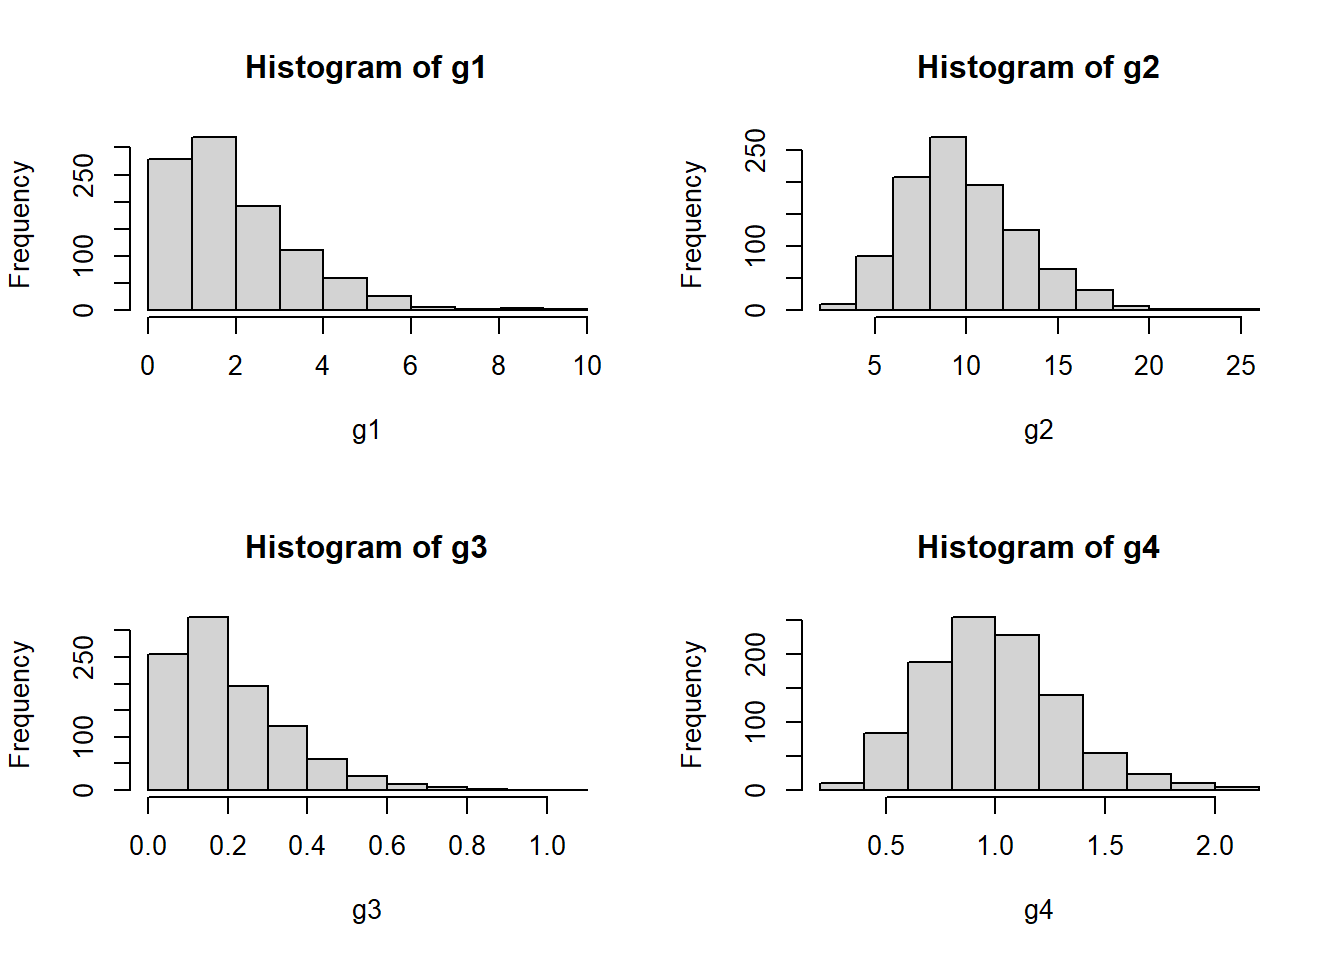 Histogram of g1
Frequency
0 100 250
0 2 4 6 8 10
g1
Histogram of g2
Frequency
0 100 250
5 10 15 20 25
g2
Histogram of g3
Frequency
0 100 250
0.0 0.2 0.4 0.6 0.8 1.0
g3
Histogram of g4
Frequency
0 100 200
0.5 1.0 1.5 2.0
g4